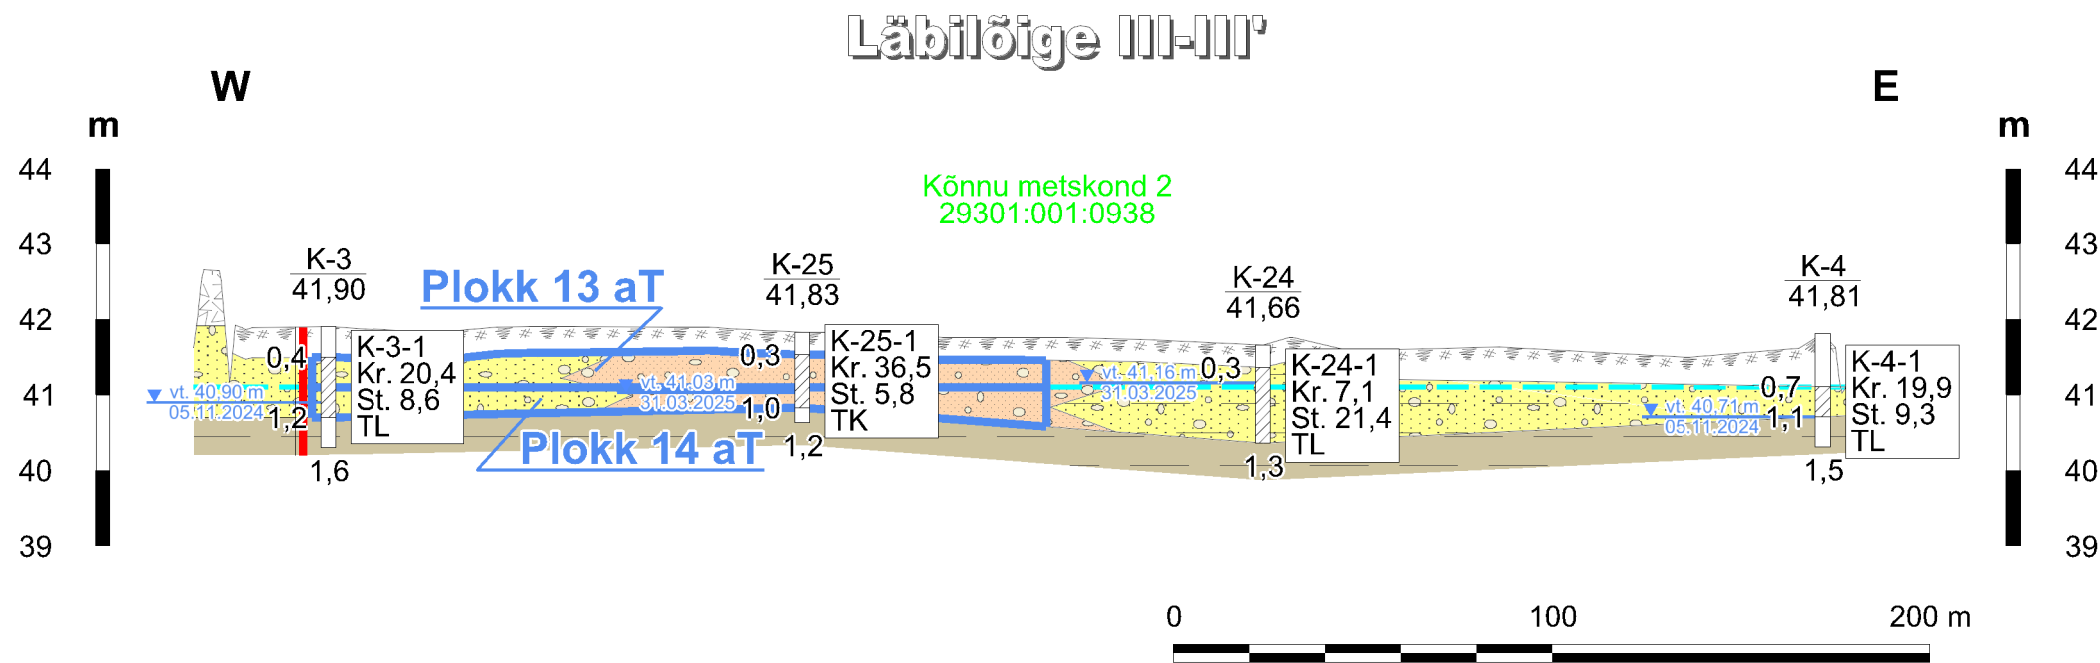 Läbilõige III-III'
W
E
m
m
44
43
42
41
40
39
44
43
42
41
40
39
Kõnnu metskond 2
29301:001:0938
K-3
41,90
Plokk 13 aT
K-25
41,83
K-24
41,66
K-4
41,81
0,4
1,2
1,6
K-3-1
Kr. 20,4
St. 8,6
TL
vt. 40,90 m
05.11.2024
vt. 41,03 m
31.03.2025
0,3
1,0
1,2
K-25-1
Kr. 36,5
St. 5,8
TK
Plokk 14 aT
vt. 41,16 m
31.03.2025
0,3
1,3
K-24-1
Kr. 7,1
St. 21,4
TL
vt. 40,71 m
05.11.2024
0,7
1,1
1,5
K-4-1
Kr. 19,9
St. 9,3
TL
0
100
200 m